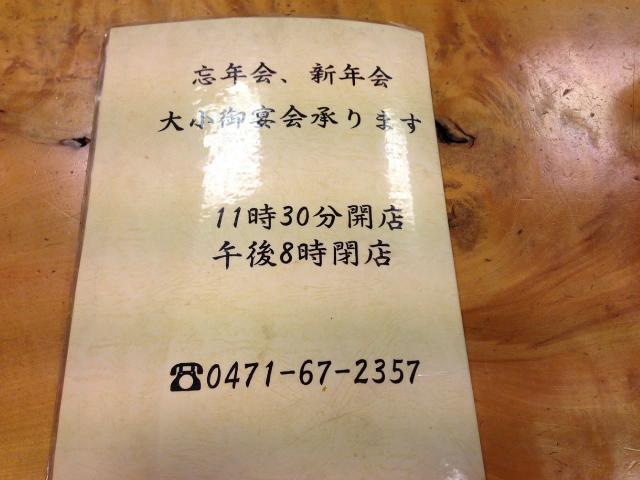 忘年会、新年会
大小御宴会承ります
11時30分開店
午後8時閉店
☎0471-67-2357